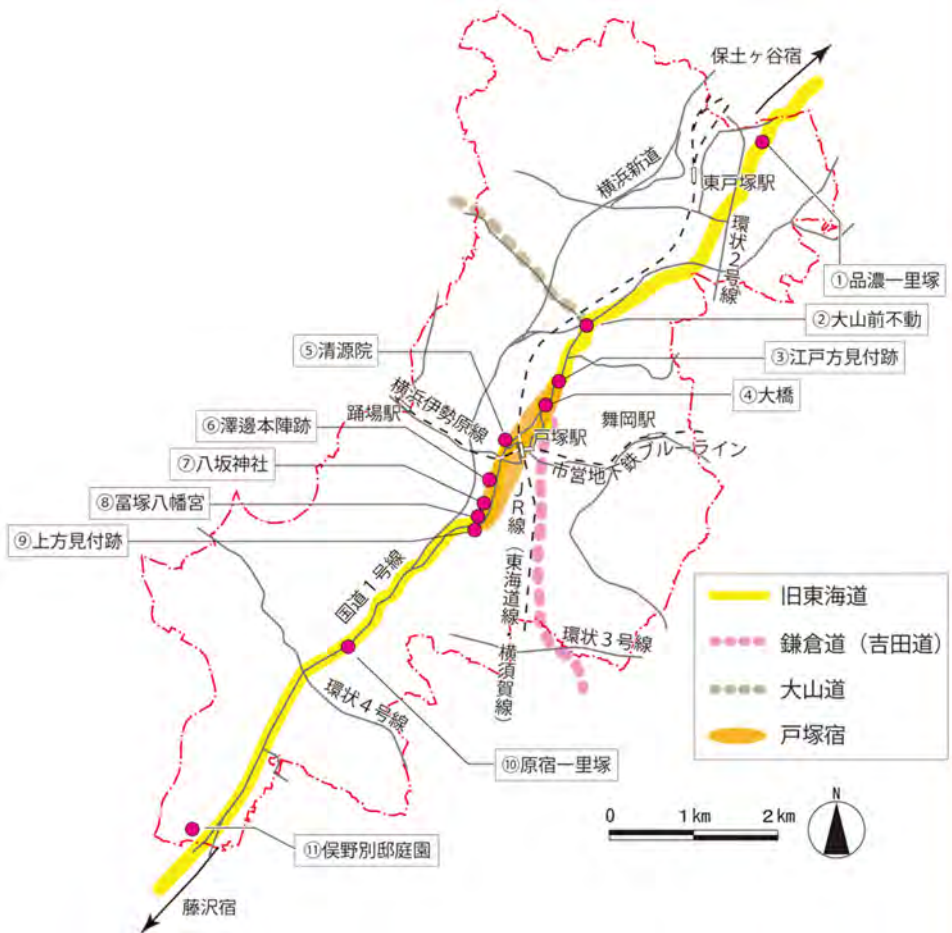 保土ヶ谷宿
横浜新道
東戸塚駅
環状2号線
①品濃一里塚
②大山前不動
⑤清源院
③江戸方見付跡
④大橋
横浜伊勢原線
踊場駅
舞岡駅
⑥澤邊本陣跡
戸塚駅
市営地下鉄ブルーライン
⑦八坂神社
⑧冨塚八幡宮
⑨上方見付跡
JR線（東海道線・横須賀線）
国道1号線
環状3号線
環状4号線
旧東海道
鎌倉道（吉田道）
大山道
戸塚宿
⑩原宿一里塚
0 1km 2km
N
⑪俣野別邸庭園
藤沢宿